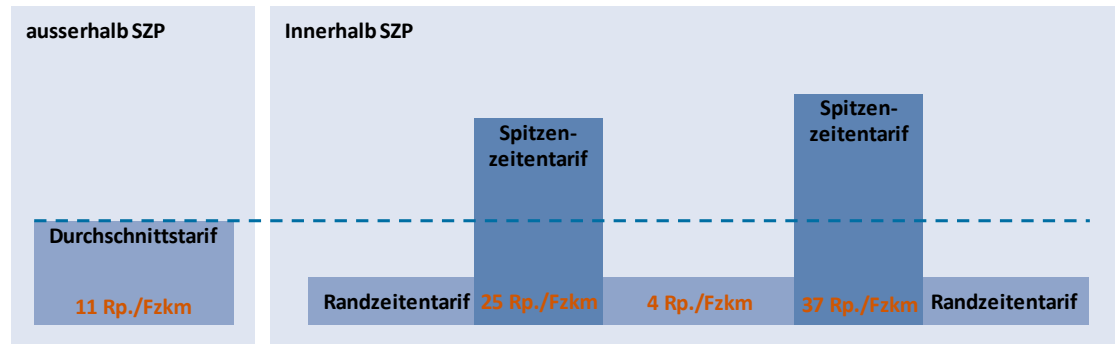 ausserhalb SZP
Innerhalb SZP
Spitzen-
zeitentarif
Spitzen-
zeitentarif
Durchschnittstarif
11 Rp./Fzkm
Randzeitentarif
25 Rp./Fzkm
4 Rp./Fzkm
37 Rp./Fzkm
Randzeitentarif